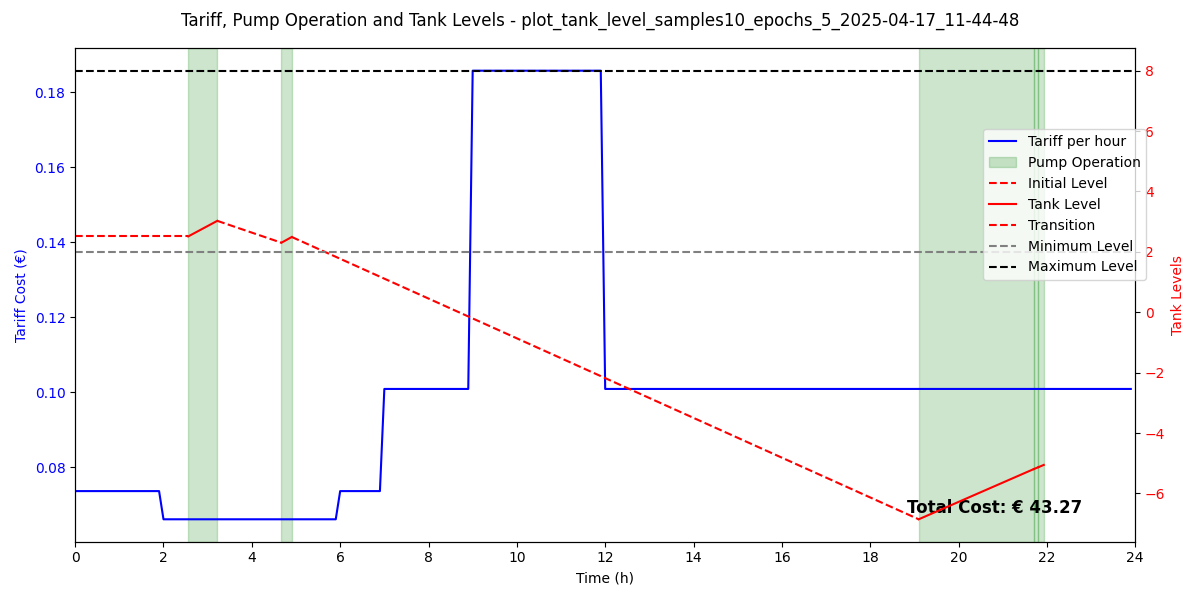 Tariff, Pump Operation and Tank Levels - plot_tank_level_samples10_epochs_5_2025-04-17_11-44-48
Tariff Cost (€)
0.18
0.16
0.14
0.12
0.10
0.08
Tariff per hour
Pump Operation
Initial Level
Tank Level
Transition
Minimum Level
Maximum Level
8
6
4
2
0
−2
−4
−6
Tank Levels
Total Cost: € 43.27
0 2 4 6 8 10 12 14 16 18 20 22 24
Time (h)